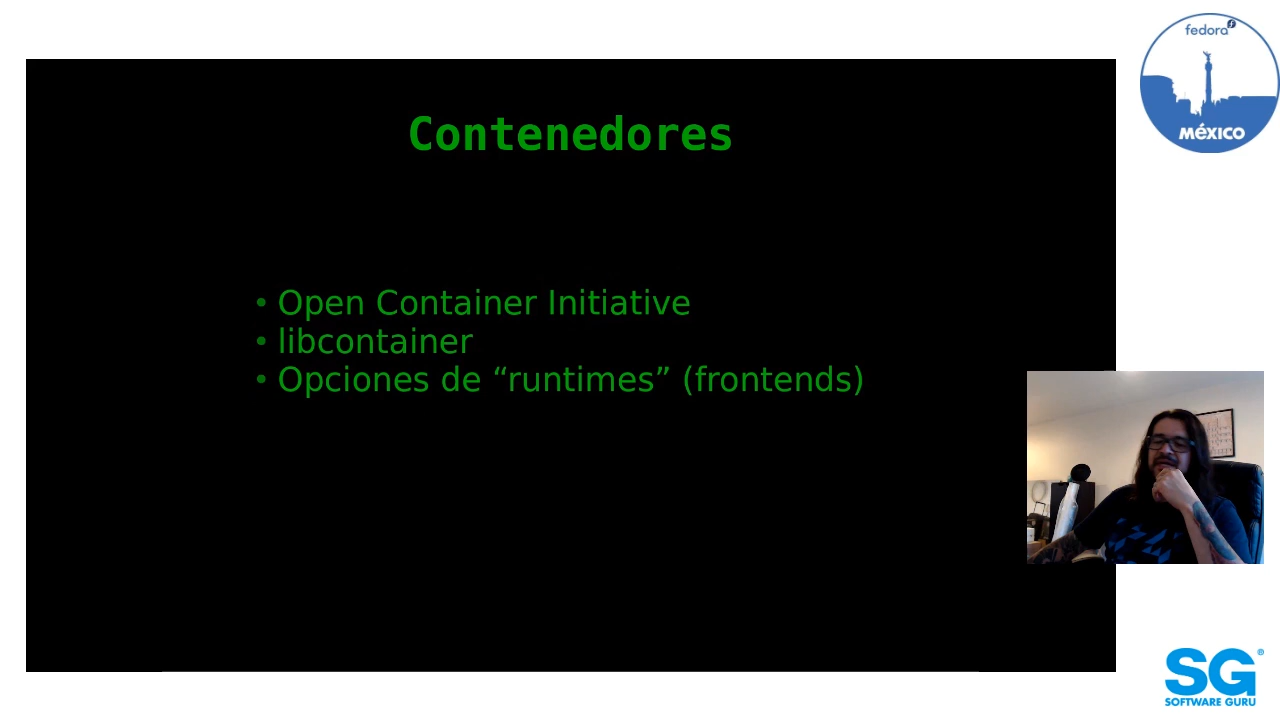 fedora
MéXICO
Contenedores
• Open Container Initiative
• libcontainer
• Opciones de “runtimes” (frontends)
SG®
SOFTWARE GURU